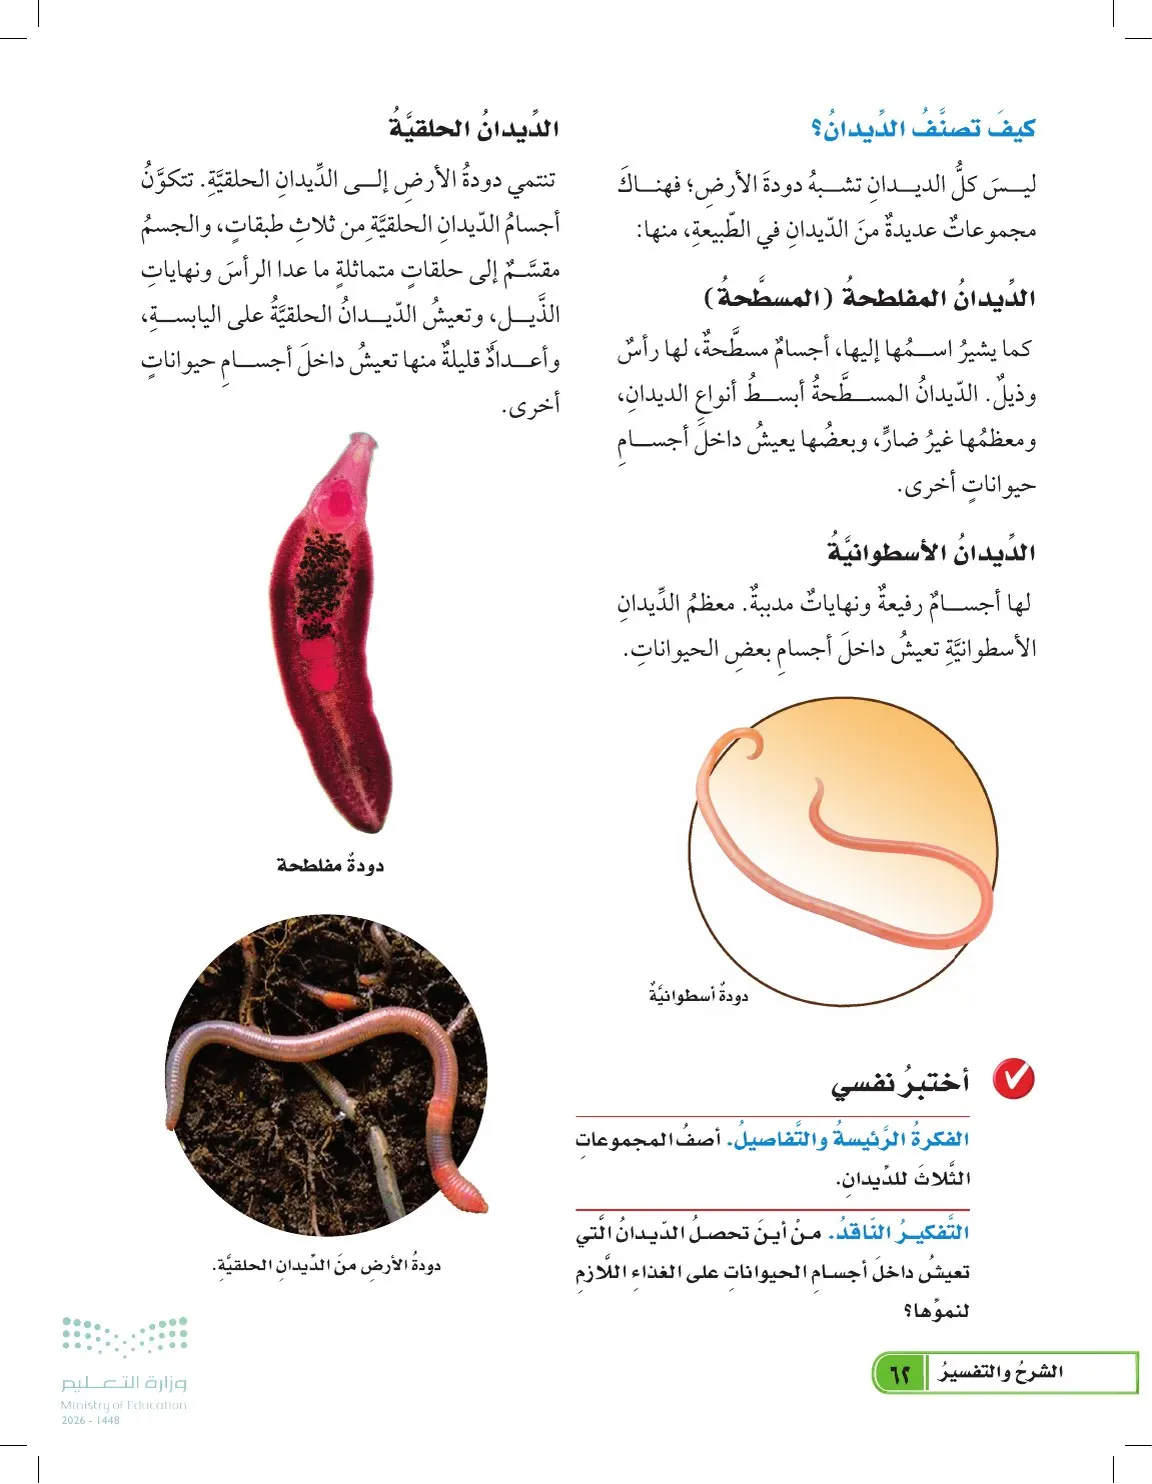 كيفَ تصنَّفُ الدِّيدانُ؟
ليسَ كلُّ الديدانِ تشبهُ دودةَ الأرضِ؛ فهناكَ
مجموعاتٌ عديدةٌ منَ الدّيدانِ في الطّبيعةِ، منها:
الدِّيدانُ المفلطحةُ (المسطَّحةُ)
كما يشيرُ اسمُها إليها، أجسامٌ مسطَّحةٌ، لها رأسٌ
وذيلٌ. الدّيدانُ المسطَّحةُ أبسطُ أنواعِ الديدانِ،
ومعظمُها غيرُ ضارٍّ، وبعضُها يعيشُ داخلَ أجسامِ
حيواناتٍ أخرى.
الدِّيدانُ الأسطوانيَّةُ
لها أجسامٌ رفيعةٌ ونهاياتٌ مدببةٌ. معظمُ الدِّيدانِ
الأسطوانيَّةِ تعيشُ داخلَ أجسامِ بعضِ الحيواناتِ.
دودةٌ أسطوانيَّةٌ
أختبرُ نفسي
الفكرةُ الرَّئيسةُ والتَّفاصيلُ. أصفُ المجموعاتِ
الثَّلاثَ للدِّيدانِ.
التَّفكيرُ النّاقدُ. منْ أينَ تحصلُ الدّيدانُ الَّتي
تعيشُ داخلَ أجسامِ الحيواناتِ على الغذاءِ اللَّازمِ
لنموِّها؟
الدِّيدانُ الحلقيَّةُ
تنتمي دودةُ الأرضِ إلى الدِّيدانِ الحلقيَّةِ. تتكوَّنُ
أجسامُ الدّيدانِ الحلقيَّةِ من ثلاثِ طبقاتٍ، والجسمُ
مقسَّمٌ إلى حلقاتٍ متماثلةٍ ما عدا الرأسَ ونهاياتِ
الذَّيلِ، وتعيشُ الدّيدانُ الحلقيَّةُ على اليابسةِ،
وأعدادٌ قليلةٌ منها تعيشُ داخلَ أجسامِ حيواناتٍ
أخرى.
دودةٌ مفلطحة
دودةُ الأرضِ منَ الدِّيدانِ الحلقيَّةِ.
الشرحُ والتفسيرُ ٦٢
وزارة التعليم
Ministry of Education
2026 - 1448